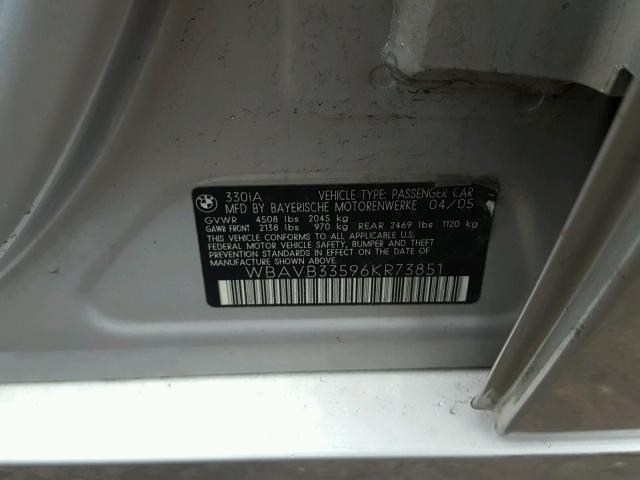 330iA VEHICLE TYPE: PASSENGER CAR
MFD BY BAYERISCHE MOTORENWERKE 04/05
GVWR 4508 lbs 2045 kg
GAWR FRONT 2138 lbs 970 kg REAR 2469 lbs 1120 kg
THIS VEHICLE CONFORMS TO ALL APPLICABLE U.S.
FEDERAL MOTOR VEHICLE SAFETY, BUMPER AND THEFT
PREVENTION STANDARDS IN EFFECT ON THE DATE OF
MANUFACTURE SHOWN ABOVE.
WBAVB33596KR73851